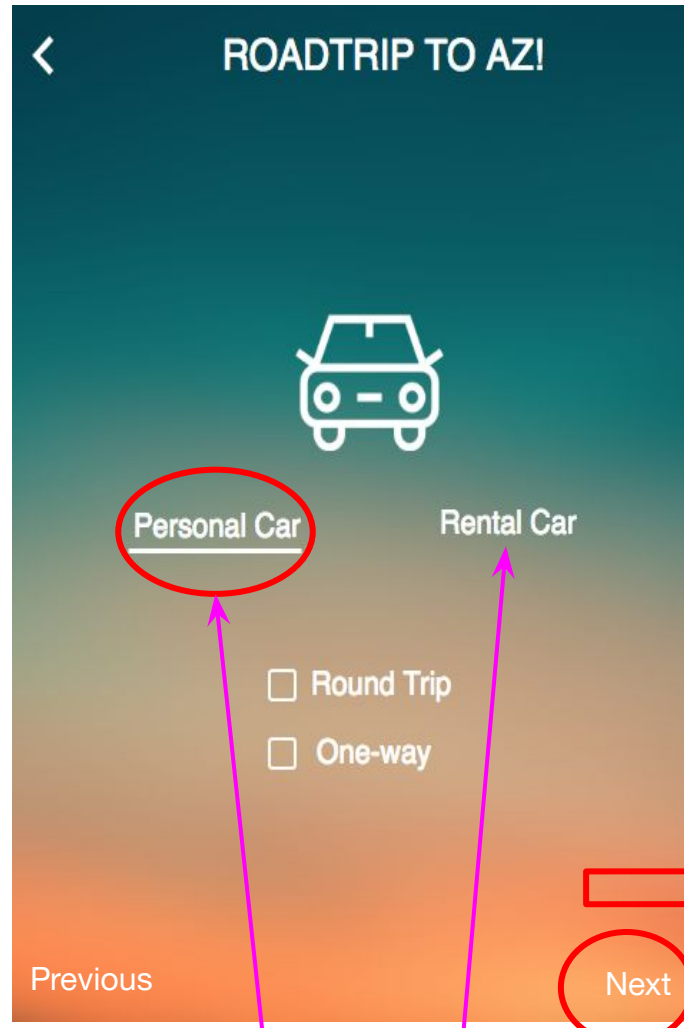 ROADTRIP TO AZ!
Personal Car
Rental Car
Round Trip
One-way
Previous
Next